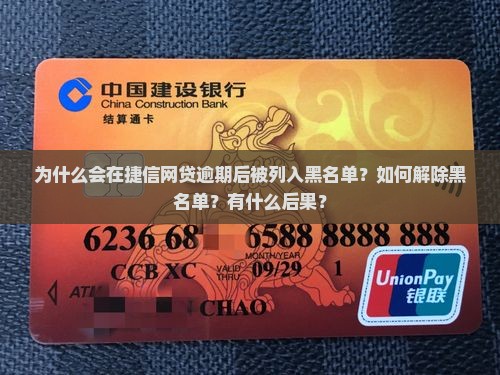 中国建设银行
China Construction Bank
结算通卡
为什么会在捷信网贷逾期后被列入黑名单？如何解除黑
名单？有什么后果？
6236 68 6588 8888 888
MONTH/YEAR
CCB XC VALID THRU 09/29 1
ATM
CHAO
UnionPay
银联